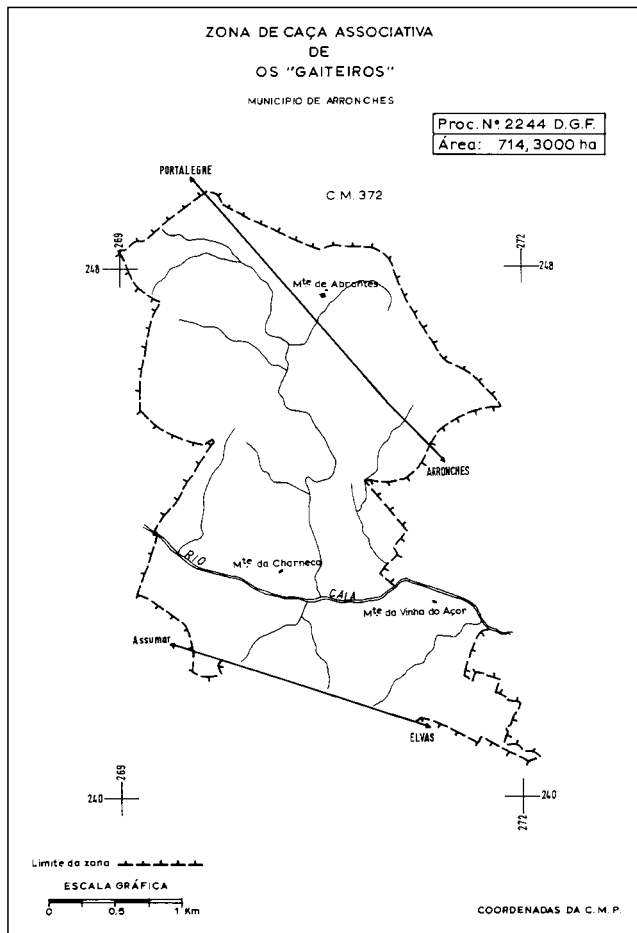 ZONA DE CAÇA ASSOCIATIVA
DE
OS "GAITEIROS"
MUNICIPIO DE ARRONCHES
Proc. Nº 2244 D.G.F.
Área: 714,3000 ha
PORTALEGRE
C.M. 372
269
272
248
248
Mte de Abrantes
ARRONCHES
RIO
Mte da Charneca
CAIA
Mte da Vinha do Açor
Assumar
ELVAS
269
240
240
272
Limite da zona
ESCALA GRÁFICA
0 0.5 1 Km
COORDENADAS DA C.M.P.